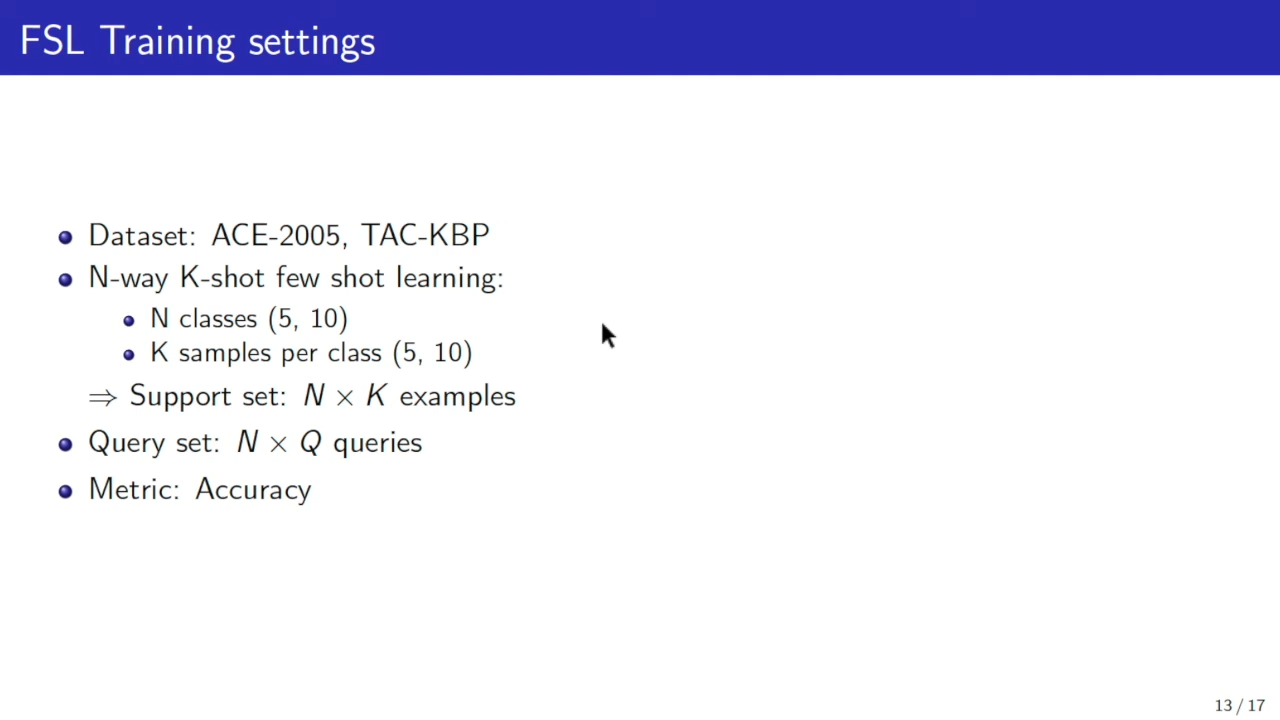 FSL Training settings
Dataset: ACE-2005, TAC-KBP
N-way K-shot few shot learning:
N classes (5, 10)
K samples per class (5, 10)
⇒ Support set: N × K examples
Query set: N × Q queries
Metric: Accuracy
13 / 17